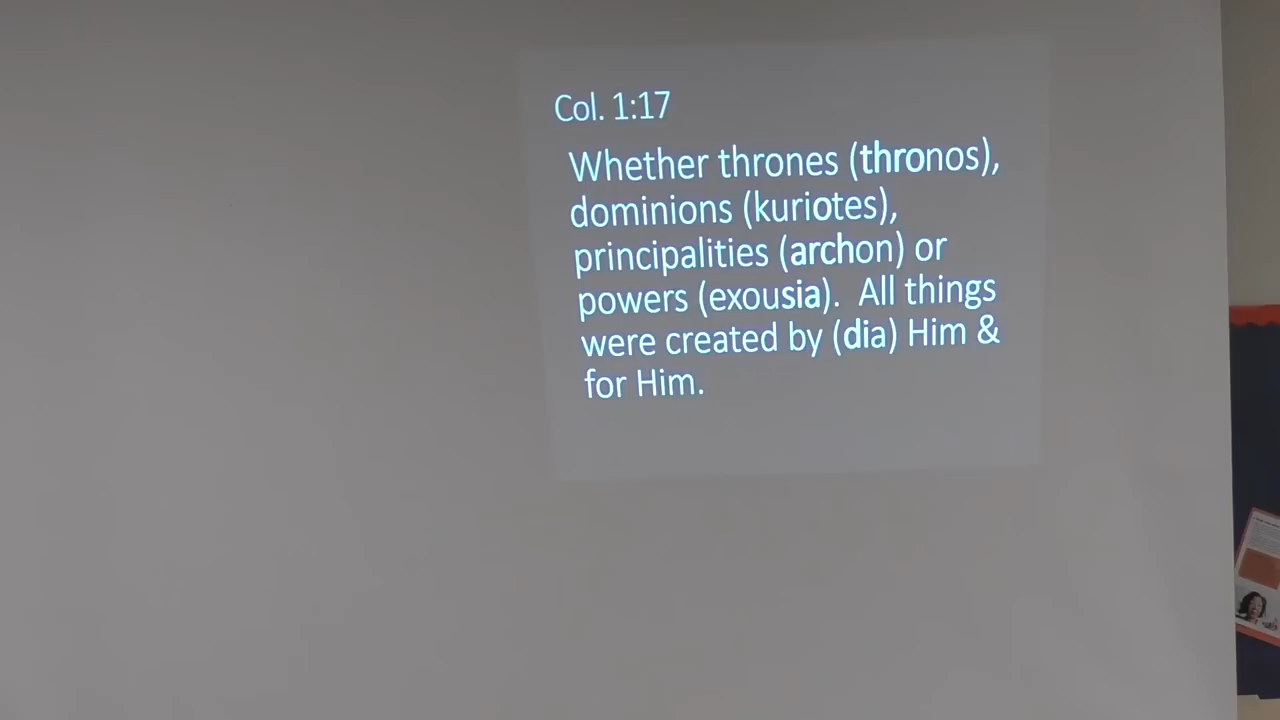 Col. 1:17
Whether thrones (thronos),
dominions (kuriotes),
principalities (archon) or
powers (exousia).  All things
were created by (dia) Him &
for Him.